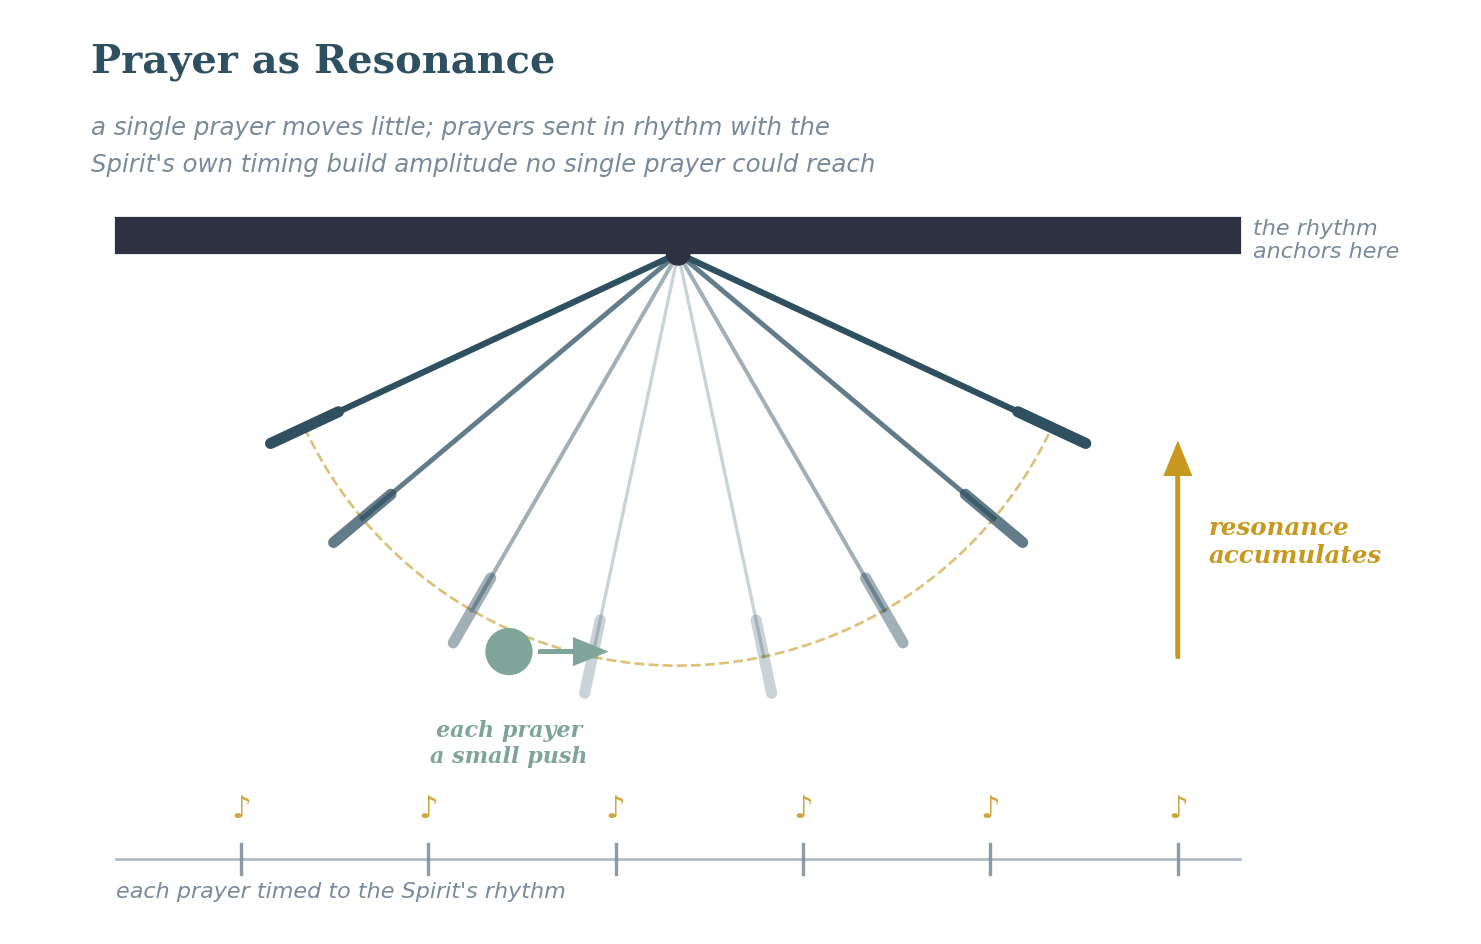 Prayer as Resonance
a single prayer moves little; prayers sent in rhythm with the
Spirit's own timing build amplitude no single prayer could reach
the rhythm
anchors here
resonance
accumulates
each prayer
a small push
♪ ♪ ♪ ♪ ♪ ♪
each prayer timed to the Spirit's rhythm